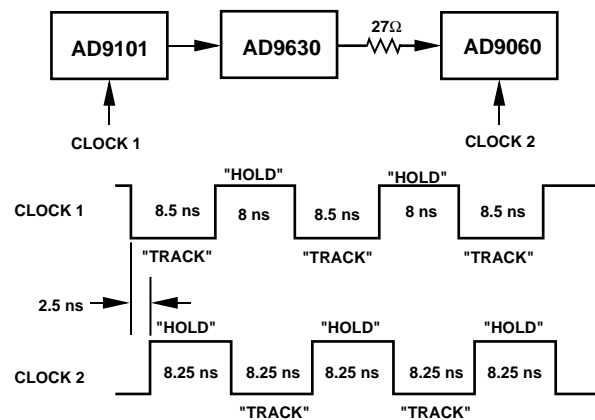 27Ω
AD9101 AD9630 AD9060
CLOCK 1 CLOCK 2
"HOLD" "HOLD"
CLOCK 1 8.5 ns 8 ns 8.5 ns 8 ns 8.5 ns
"TRACK" "TRACK" "TRACK"
2.5 ns
"HOLD" "HOLD" "HOLD"
CLOCK 2 8.25 ns 8.25 ns 8.25 ns 8.25 ns 8.25 ns
"TRACK" "TRACK"